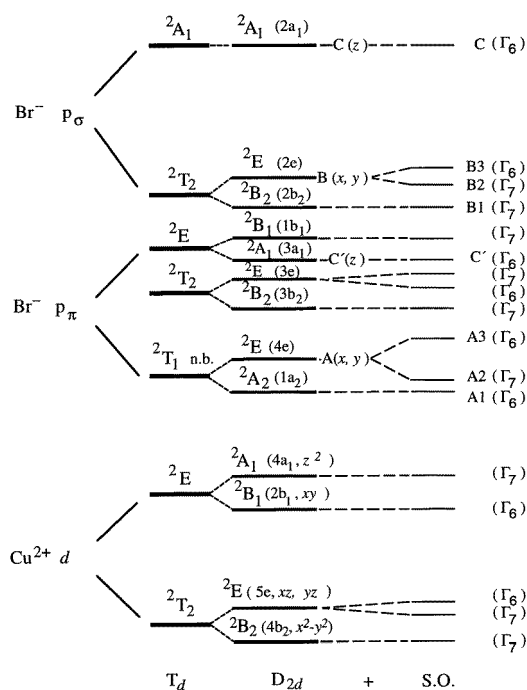 ²A₁ ²A₁ (2a₁) C(z) C (Γ₆)
Br⁻ pσ
²T₂ ²E (2e) B(x, y) B3 (Γ₆)
B2 (Γ₇)
²B₂ (2b₂) B1 (Γ₇)
²E ²B₁ (1b₁) (Γ₇)
²A₁ (3a₁) C′(z) C′ (Γ₆)
²T₂ ²E (3e) (Γ₇)
(Γ₆)
²B₂ (3b₂) (Γ₇)
Br⁻ pπ
²T₁ n.b. ²E (4e) A(x, y) A3 (Γ₆)
A2 (Γ₇)
²A₂ (1a₂) A1 (Γ₆)
²E ²A₁ (4a₁, z²) (Γ₇)
²B₁ (2b₁, xy) (Γ₆)
Cu²⁺ d
²T₂ ²E (5e, xz, yz) (Γ₆)
(Γ₇)
²B₂ (4b₂, x²-y²) (Γ₇)
T_d D₂d + S.O.